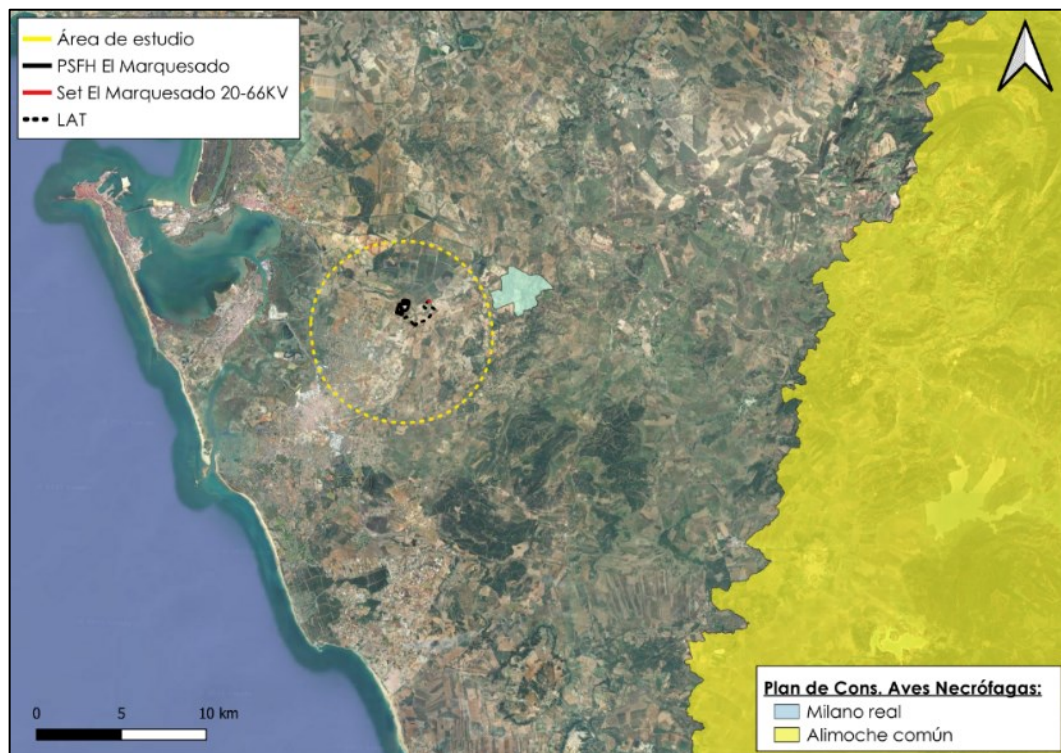 Área de estudio
PSFH El Marquesado
Set El Marquesado 20-66KV
LAT
0 5 10 km
Plan de Cons. Aves Necrófagas:
Milano real
Alimoche común